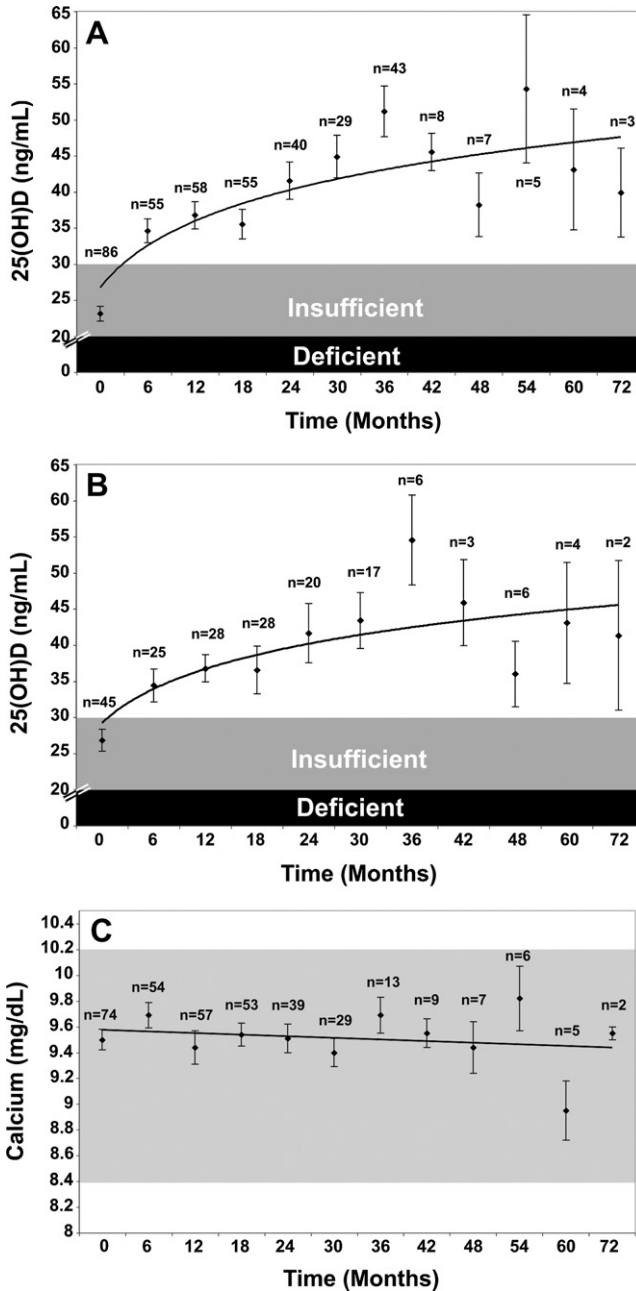 A
65
60
55
50
45
40
35
30
25
20
0
25(OH)D (ng/mL)
n=86
n=55
n=58
n=55
n=40
n=29
n=43
n=8
n=7
n=5
n=4
n=3
Insufficient
Deficient
0 6 12 18 24 30 36 42 48 54 60 72
Time (Months)
B
65
60
55
50
45
40
35
30
25
20
0
25(OH)D (ng/mL)
n=45
n=25
n=28
n=28
n=20
n=17
n=6
n=3
n=6
n=4
n=2
Insufficient
Deficient
0 6 12 18 24 30 36 42 48 60 72
Time (Months)
C
10.4
10.2
10
9.8
9.6
9.4
9.2
9
8.8
8.6
8.4
8.2
8
Calcium (mg/dL)
n=74
n=54
n=57
n=53
n=39
n=29
n=13
n=9
n=7
n=6
n=5
n=2
0 6 12 18 24 30 36 42 48 54 60 72
Time (Months)